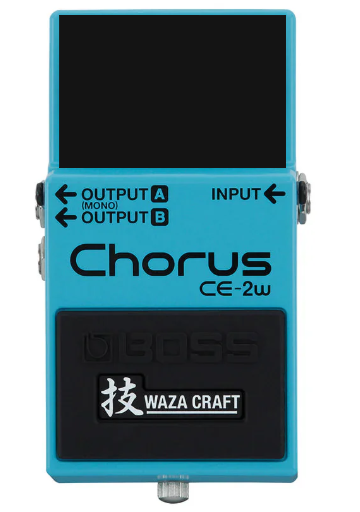 ← OUTPUT A INPUT ←
(MONO)
← OUTPUT B
Chorus
CE-2w
BOSS
技 WAZA CRAFT